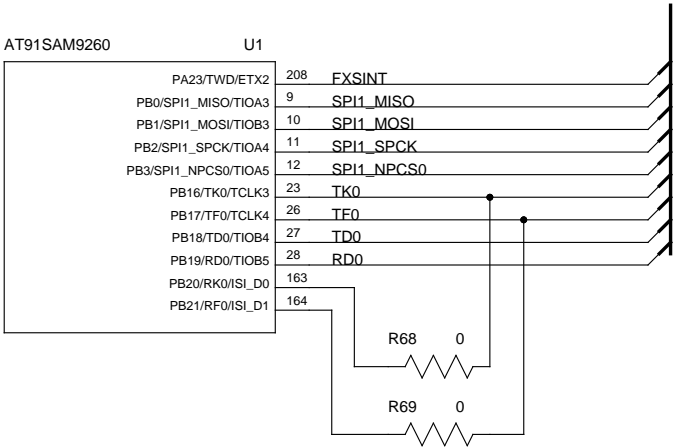 AT91SAM9260 U1
PA23/TWD/ETX2 208 FXSINT
PB0/SPI1_MISO/TIOA3 9 SPI1_MISO
PB1/SPI1_MOSI/TIOB3 10 SPI1_MOSI
PB2/SPI1_SPCK/TIOA4 11 SPI1_SPCK
PB3/SPI1_NPCS0/TIOA5 12 SPI1_NPCS0
PB16/TK0/TCLK3 23 TK0
PB17/TF0/TCLK4 26 TF0
PB18/TD0/TIOB4 27 TD0
PB19/RD0/TIOB5 28 RD0
PB20/RK0/ISI_D0 163
PB21/RF0/ISI_D1 164
R68 0
R69 0